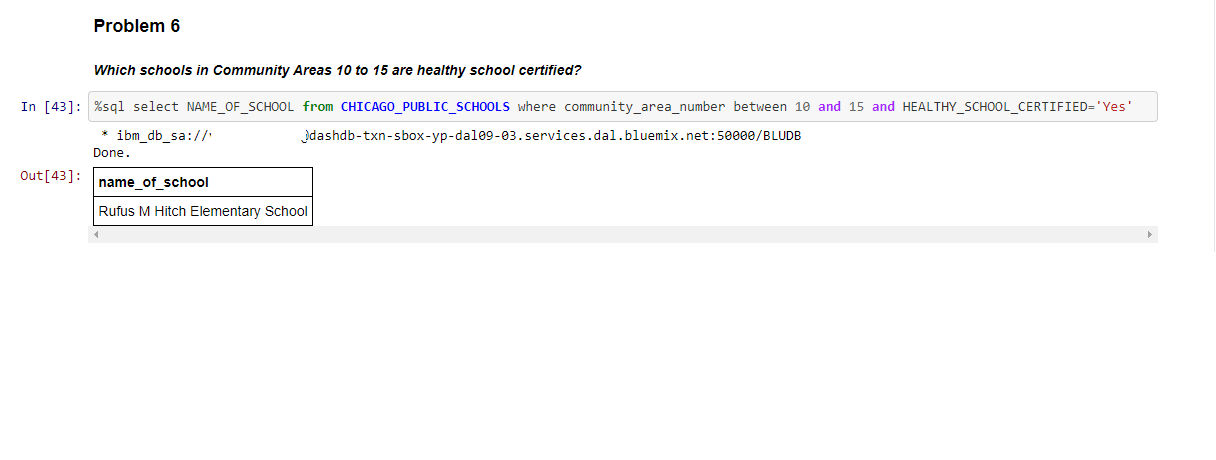 Problem 6
Which schools in Community Areas 10 to 15 are healthy school certified?
In [43]: %sql select NAME_OF_SCHOOL from CHICAGO_PUBLIC_SCHOOLS where community_area_number between 10 and 15 and HEALTHY_SCHOOL_CERTIFIED='Yes'
* ibm_db_sa:// dashdb-txn-sbox-yp-dal09-03.services.dal.bluemix.net:50000/BLUDB
Done.
Out[43]: name_of_school
Rufus M Hitch Elementary School